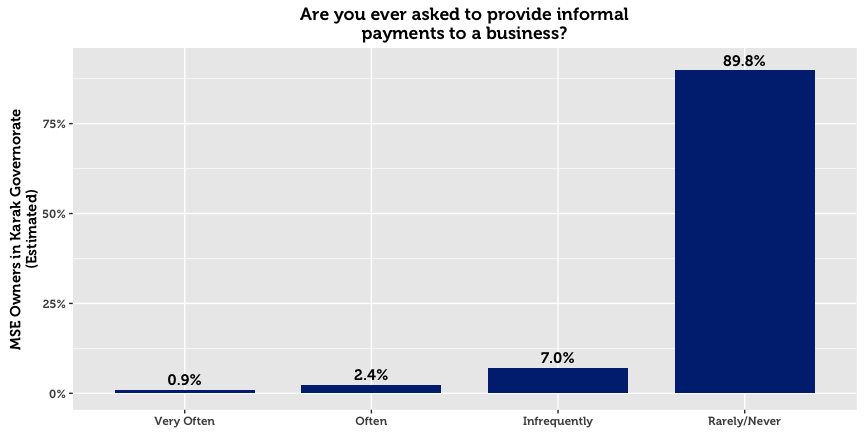 Are you ever asked to provide informal
payments to a business?
MSE Owners in Karak Governorate
(Estimated)
75%
50%
25%
0%
0.9%
2.4%
7.0%
89.8%
Very Often
Often
Infrequently
Rarely/Never